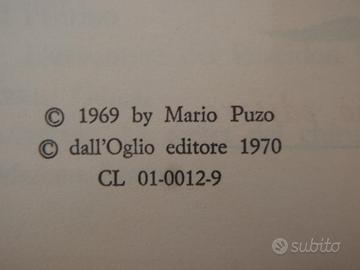 © 1969 by Mario Puzo
© dall'Oglio editore 1970
CL 01-0012-9
subito